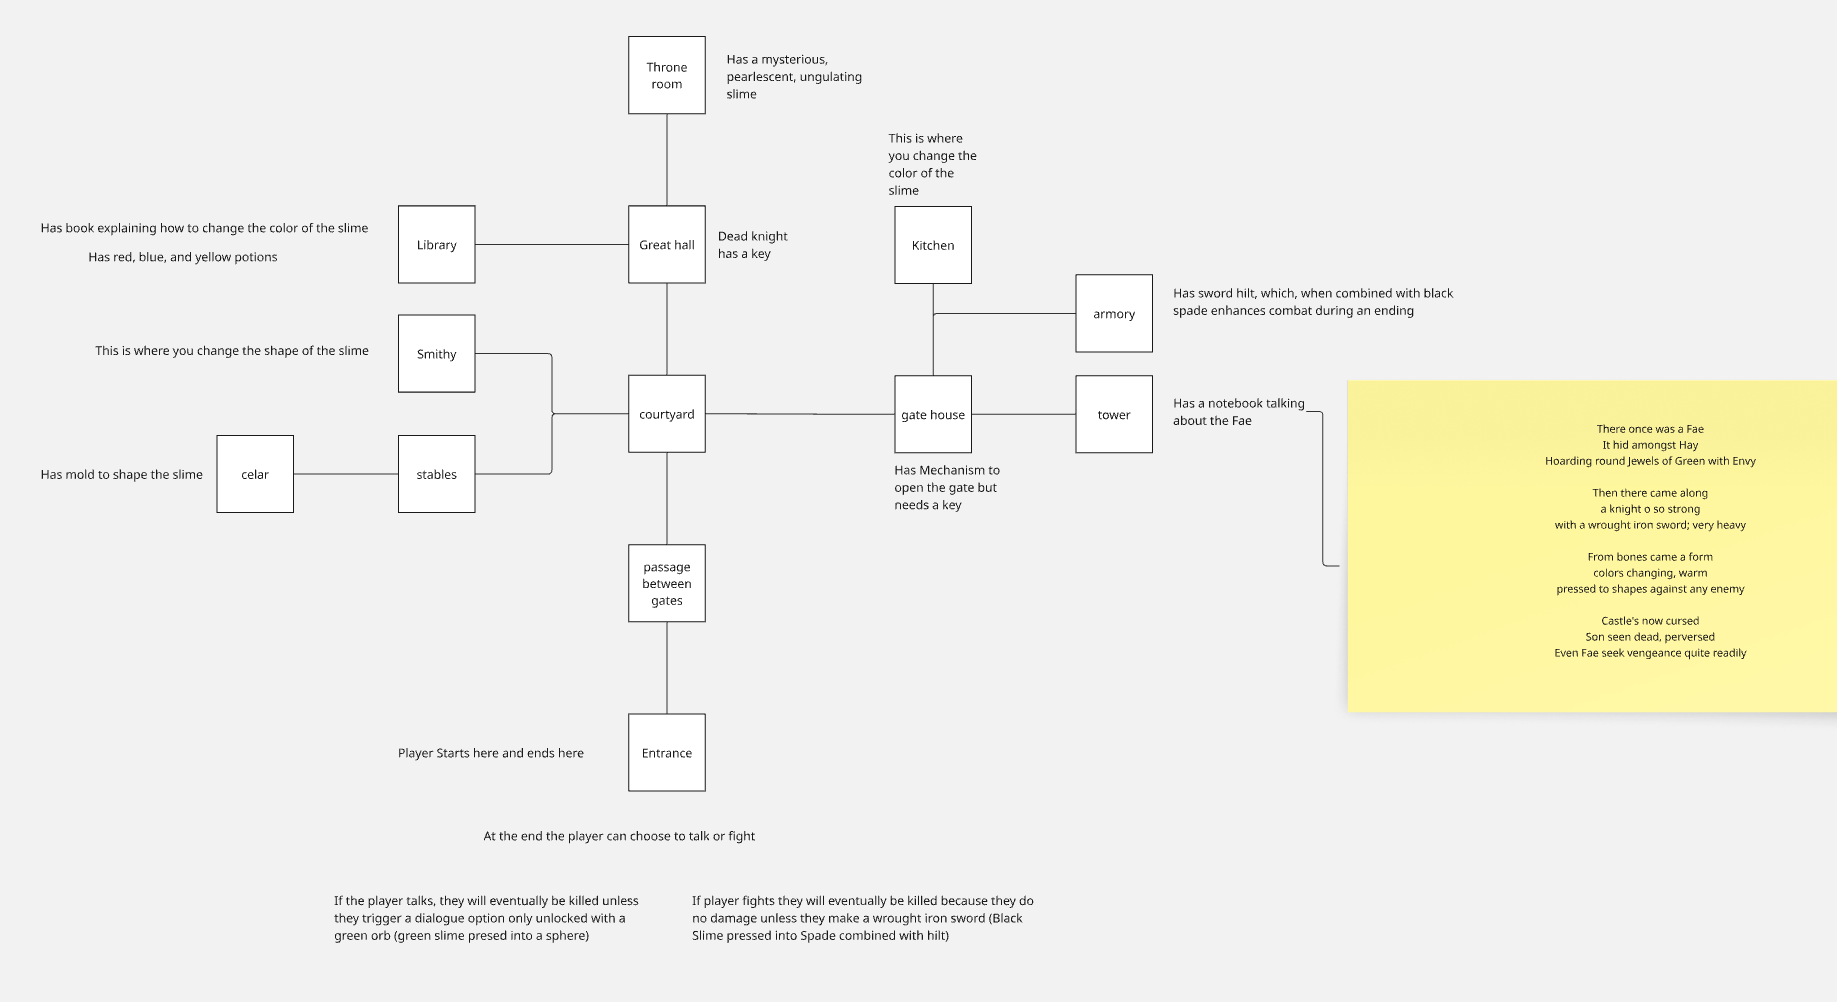 Throne
room
Has a mysterious,
pearlescent, ungulating
slime
This is where
you change the
color of the
slime
Has book explaining how to change the color of the slime
Has red, blue, and yellow potions
Library
Great hall
Dead knight
has a key
Kitchen
armory
Has sword hilt, which, when combined with black
spade enhances combat during an ending
This is where you change the shape of the slime
Smithy
courtyard
gate house
tower
Has a notebook talking
about the Fae
Has Mechanism to
open the gate but
needs a key
Has mold to shape the slime
celar
stables
There once was a Fae
It hid amongst Hay
Hoarding round Jewels of Green with Envy
Then there came along
a knight o so strong
with a wrought iron sword; very heavy
From bones came a form
colors changing, warm
pressed to shapes against any enemy
Castle's now cursed
Son seen dead, perversed
Even Fae seek vengeance quite readily
passage
between
gates
Player Starts here and ends here
Entrance
At the end the player can choose to talk or fight
If the player talks, they will eventually be killed unless
they trigger a dialogue option only unlocked with a
green orb (green slime presed into a sphere)
If player fights they will eventually be killed because they do
no damage unless they make a wrought iron sword (Black
Slime pressed into Spade combined with hilt)